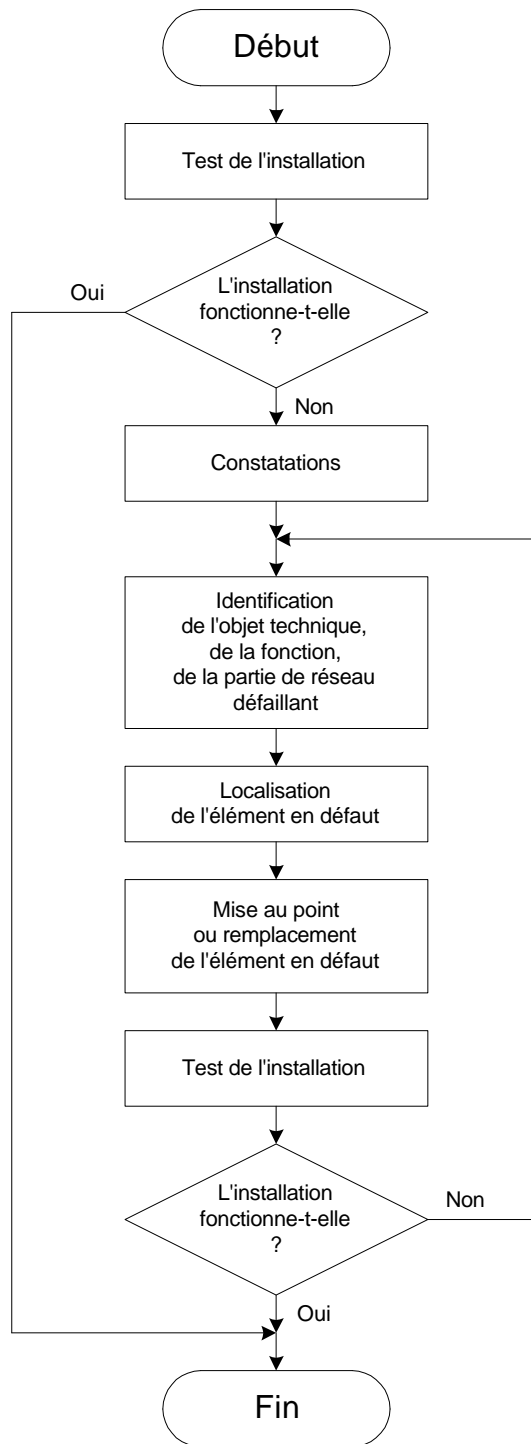 Début
Test de l'installation
L'installation
fonctionne-t-elle
?
Oui
Non
Constatations
Identification
de l'objet technique,
de la fonction,
de la partie de réseau
défaillant
Localisation
de l'élément en défaut
Mise au point
ou remplacement
de l'élément en défaut
Test de l'installation
L'installation
fonctionne-t-elle
?
Non
Oui
Fin